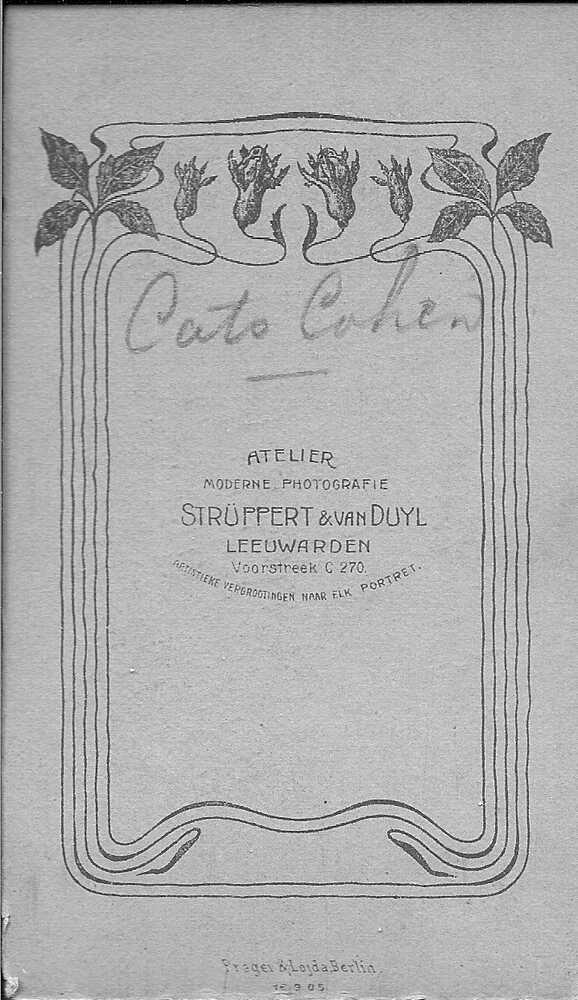 Cato Cohen
ATELIER
MODERNE PHOTOGRAFIE
STRÜPPERT & VAN DUYL
LEEUWARDEN
Voorstreek C 270.
ARTISTIEKE VERGROOTINGEN NAAR ELK PORTRET.
Prager & Lojda, Berlin.